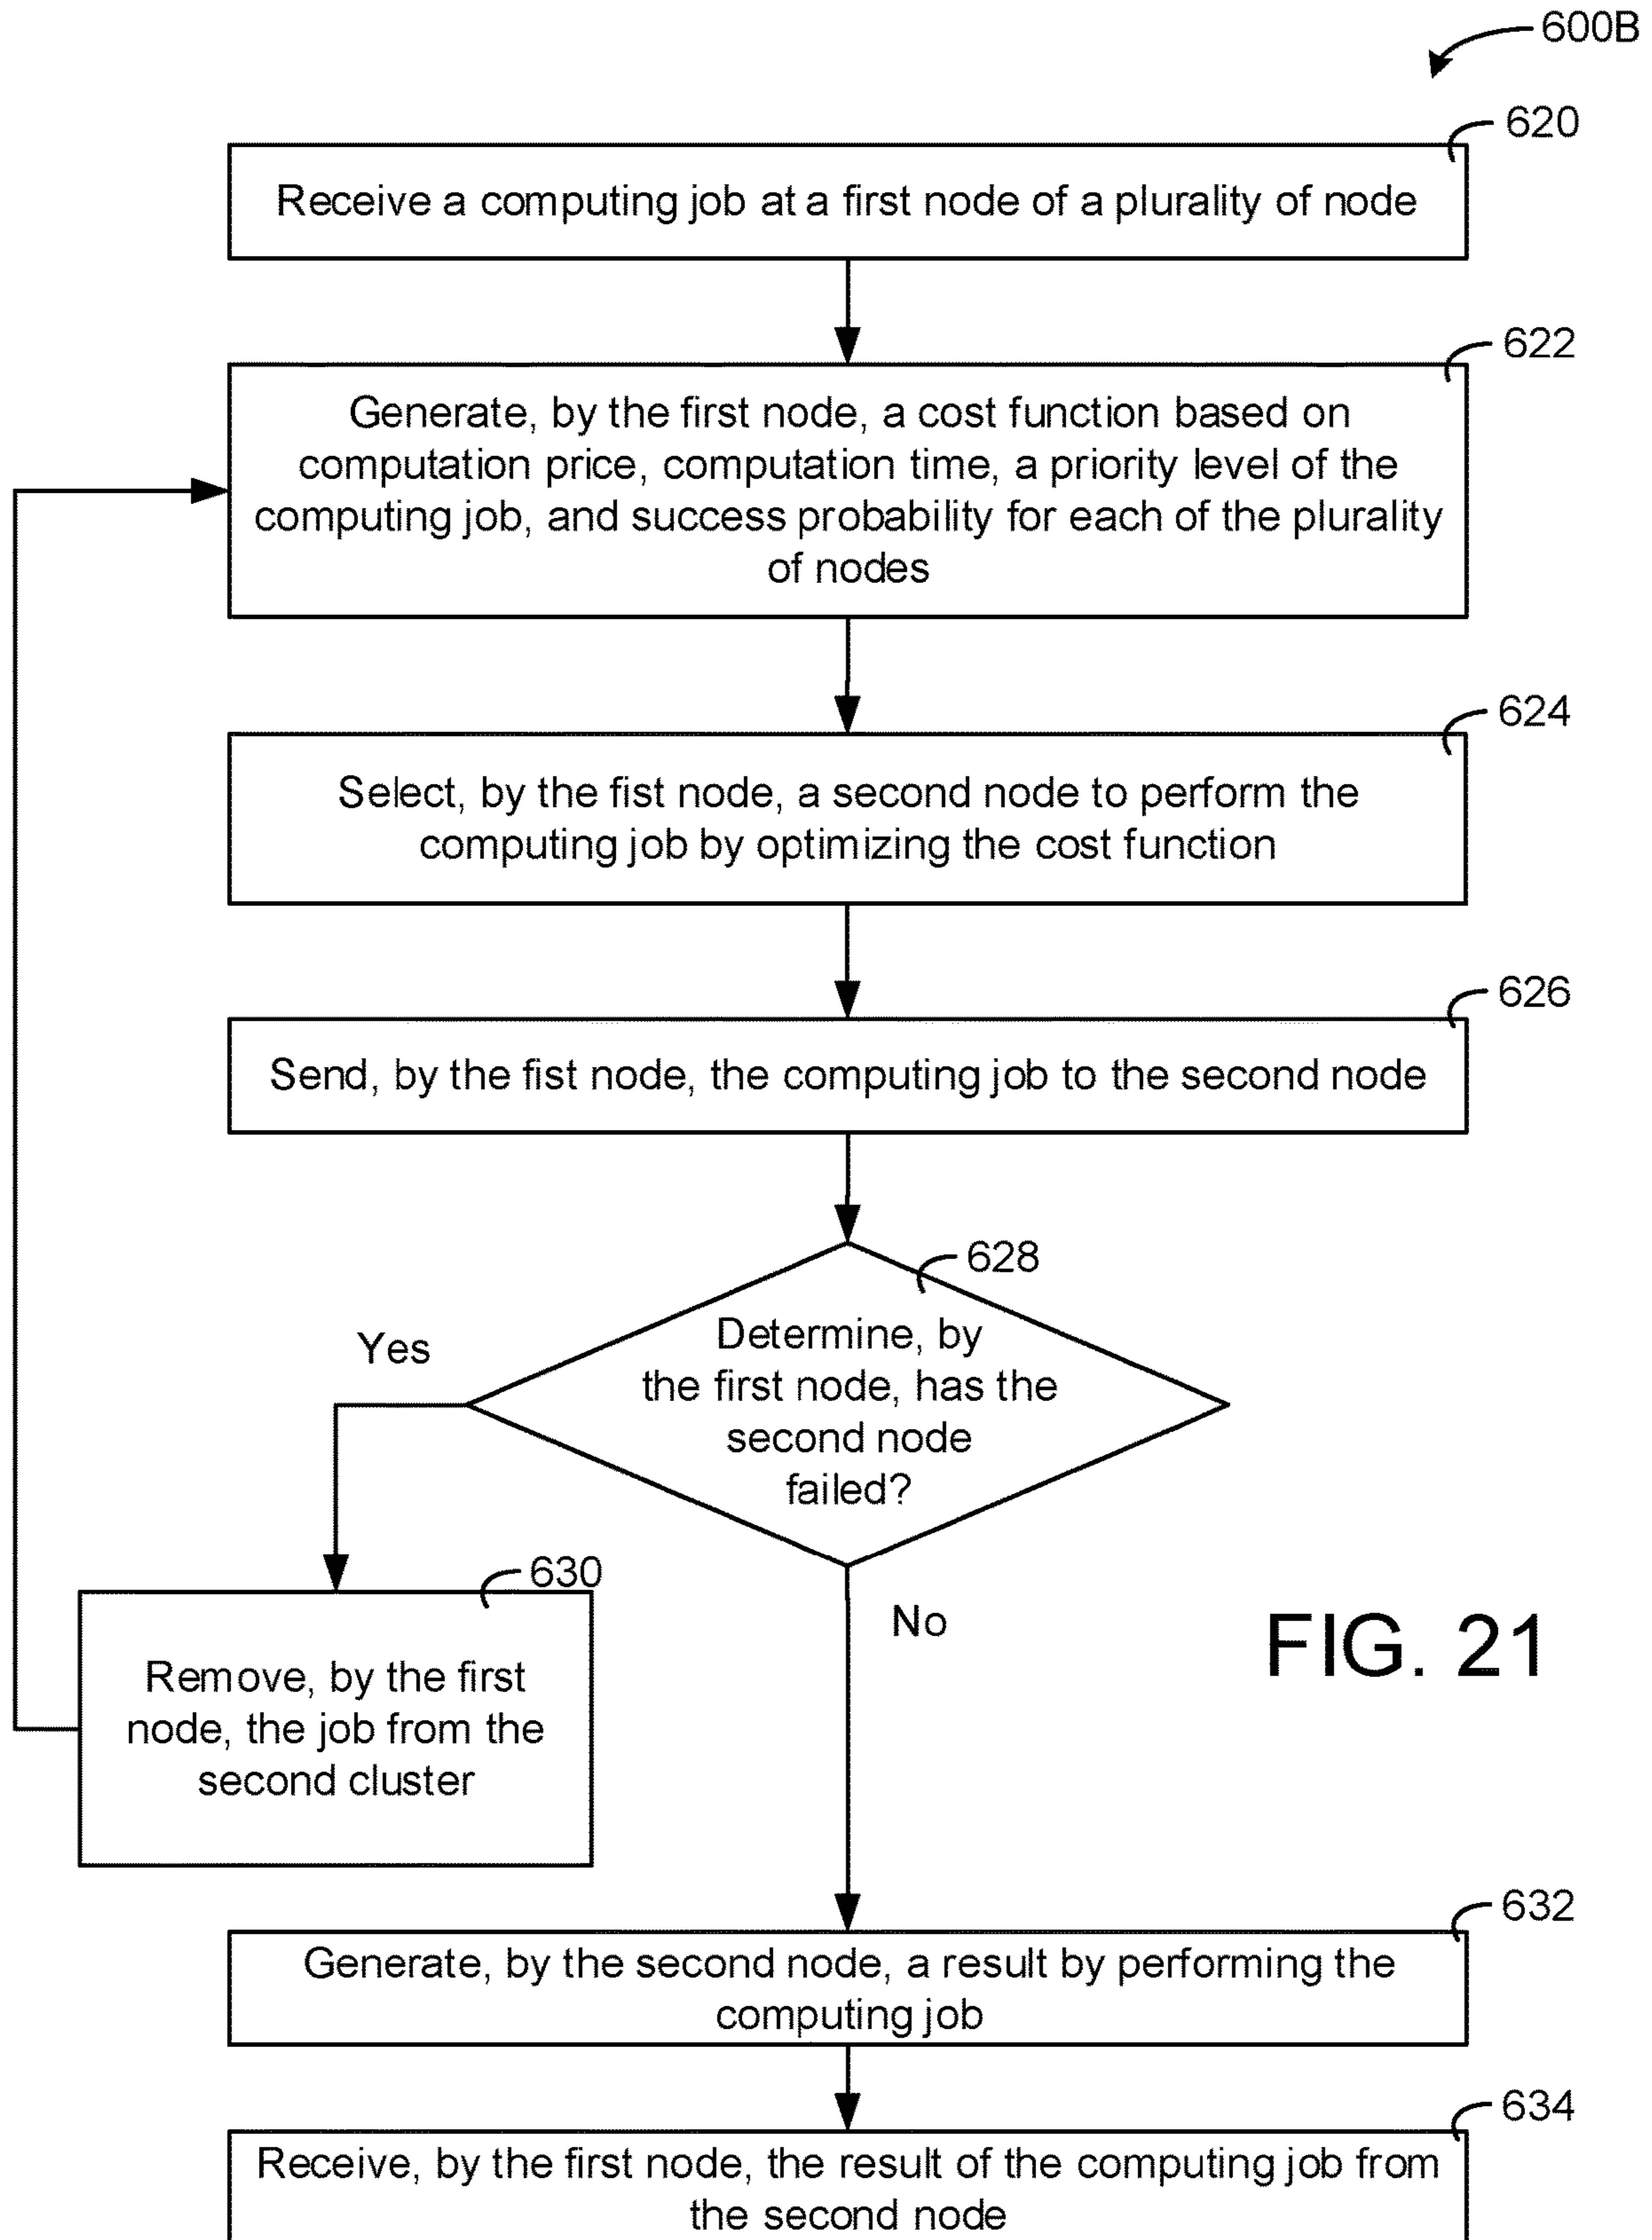 600B
620
Receive a computing job at a first node of a plurality of node
622
Generate, by the first node, a cost function based on
computation price, computation time, a priority level of the
computing job, and success probability for each of the plurality
of nodes
624
Select, by the fist node, a second node to perform the
computing job by optimizing the cost function
626
Send, by the fist node, the computing job to the second node
628
Determine, by
the first node, has the
second node
failed?
Yes
No
630
Remove, by the first
node, the job from the
second cluster
FIG. 21
632
Generate, by the second node, a result by performing the
computing job
634
Receive, by the first node, the result of the computing job from
the second node